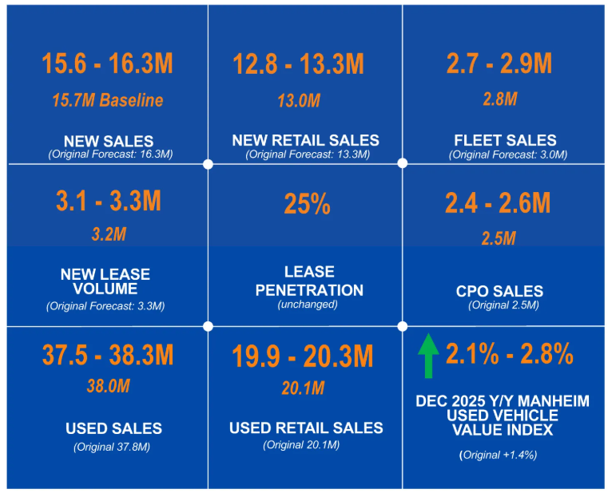 15.6 - 16.3M
15.7M Baseline
NEW SALES
(Original Forecast: 16.3M)
12.8 - 13.3M
13.0M
NEW RETAIL SALES
(Original Forecast: 13.3M)
2.7 - 2.9M
2.8M
FLEET SALES
(Original Forecast: 3.0M)
3.1 - 3.3M
3.2M
NEW LEASE
VOLUME
(Original Forecast: 3.3M)
25%
LEASE
PENETRATION
(unchanged)
2.4 - 2.6M
2.5M
CPO SALES
(Original 2.5M)
37.5 - 38.3M
38.0M
USED SALES
(Original 37.8M)
19.9 - 20.3M
20.1M
USED RETAIL SALES
(Original 20.1M)
2.1% - 2.8%
DEC 2025 Y/Y MANHEIM
USED VEHICLE
VALUE INDEX
(Original +1.4%)